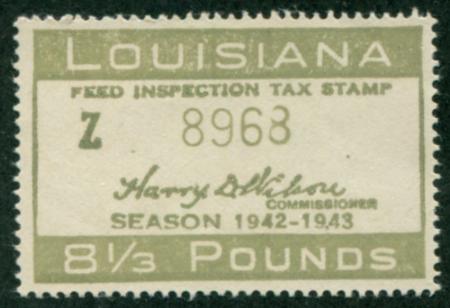 LOUISIANA
FEED INSPECTION TAX STAMP
Z 8968
Harry D. Wilson
COMMISSIONER
SEASON 1942-1943
8 1/3 POUNDS